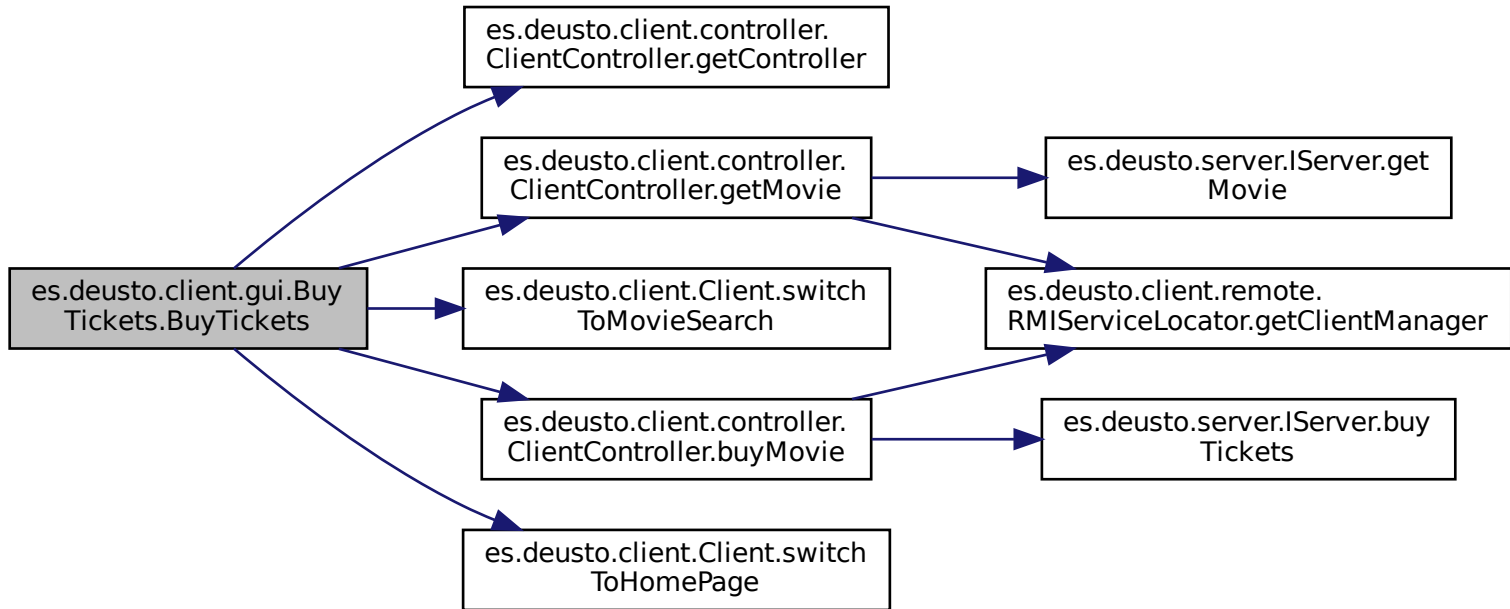 es.deusto.client.controller.
ClientController.getController
es.deusto.client.controller.
ClientController.getMovie
es.deusto.server.IServer.get
Movie
es.deusto.client.gui.Buy
Tickets.BuyTickets
es.deusto.client.Client.switch
ToMovieSearch
es.deusto.client.remote.
RMIServiceLocator.getClientManager
es.deusto.client.controller.
ClientController.buyMovie
es.deusto.server.IServer.buy
Tickets
es.deusto.client.Client.switch
ToHomePage